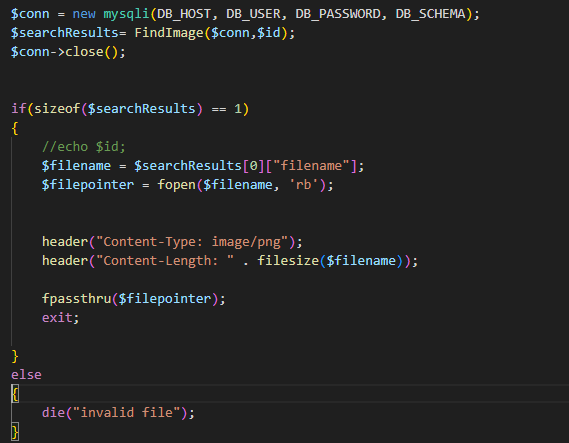 $conn = new mysqli(DB_HOST, DB_USER, DB_PASSWORD, DB_SCHEMA);
$searchResults= FindImage($conn,$id);
$conn->close();
if(sizeof($searchResults) == 1)
{
//echo $id;
$filename = $searchResults[0]["filename"];
$filepointer = fopen($filename, 'rb');
header("Content-Type: image/png");
header("Content-Length: " . filesize($filename));
fpassthru($filepointer);
exit;
}
else
{
die("invalid file");
}